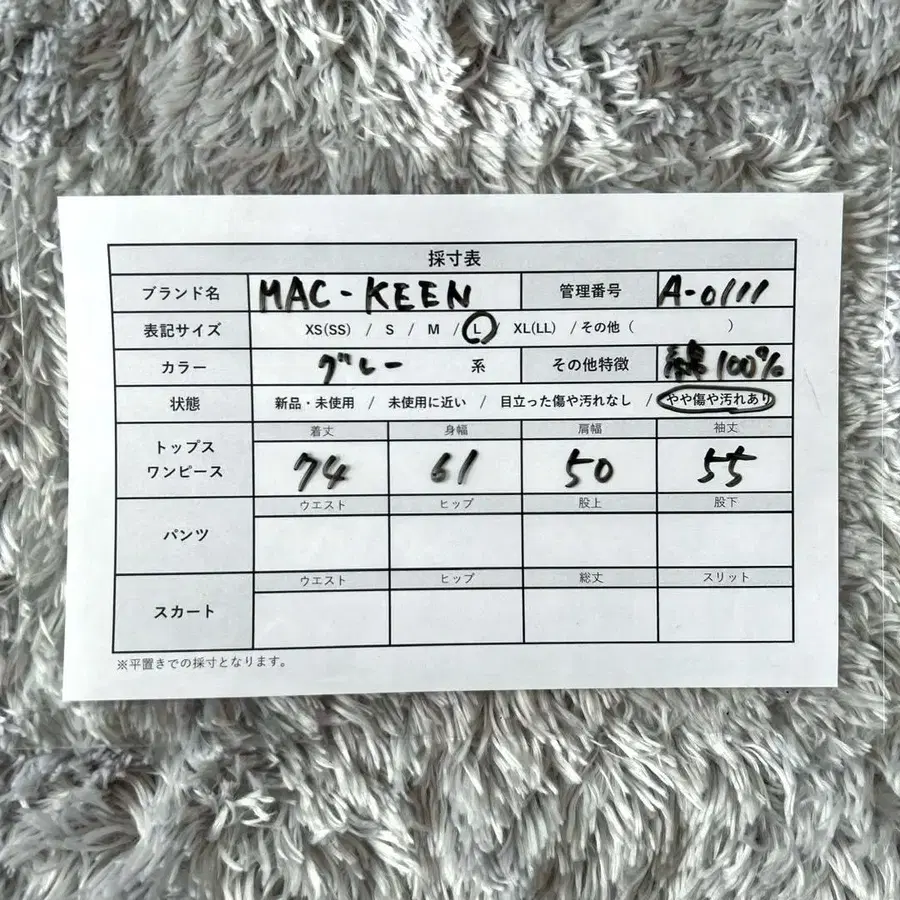 採寸表
ブランド名 MAC-KEEN 管理番号 A-0111
表記サイズ XS(SS) / S / M / L / XL(LL) / その他 ( )
カラー グレー 系 その他特徴 綿100%
状態 新品・未使用 / 未使用に近い / 目立った傷や汚れなし / やや傷や汚れあり
トップス
ワンピース
着丈 身幅 肩幅 袖丈
74 61 50 55
パンツ
ウエスト ヒップ 股上 股下
スカート
ウエスト ヒップ 総丈 スリット
※平置きでの採寸となります。